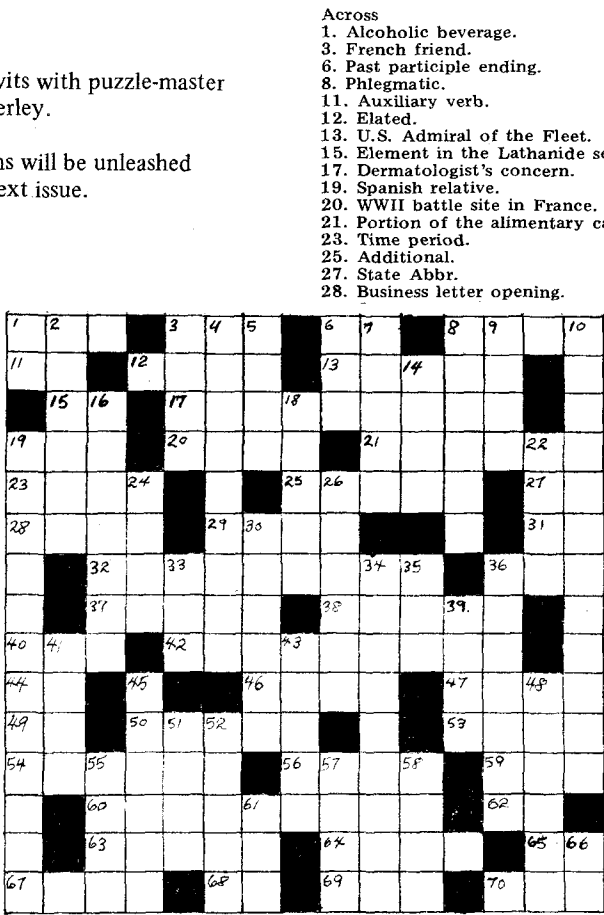 vits with puzzle-master
erley.
ns will be unleashed
ext issue.
Across
1. Alcoholic beverage.
3. French friend.
6. Past participle ending.
8. Phlegmatic.
11. Auxiliary verb.
12. Elated.
13. U.S. Admiral of the Fleet.
15. Element in the Lathanide se
17. Dermatologist's concern.
19. Spanish relative.
20. WWII battle site in France.
21. Portion of the alimentary ca
23. Time period.
25. Additional.
27. State Abbr.
28. Business letter opening.
1 2 3 4 5 6 7 8 9 10
11 12 13 14
15 16 17 18
19 20 21 22
23 24 25 26 27
28 29 30 31
32 33 34 35 36
37 38 39.
40 41 42 43
44 45 46 47 48
49 50 51 52 53
54 55 56 57 58 59
60 61 62
63 64 65 66
67 68 69 70